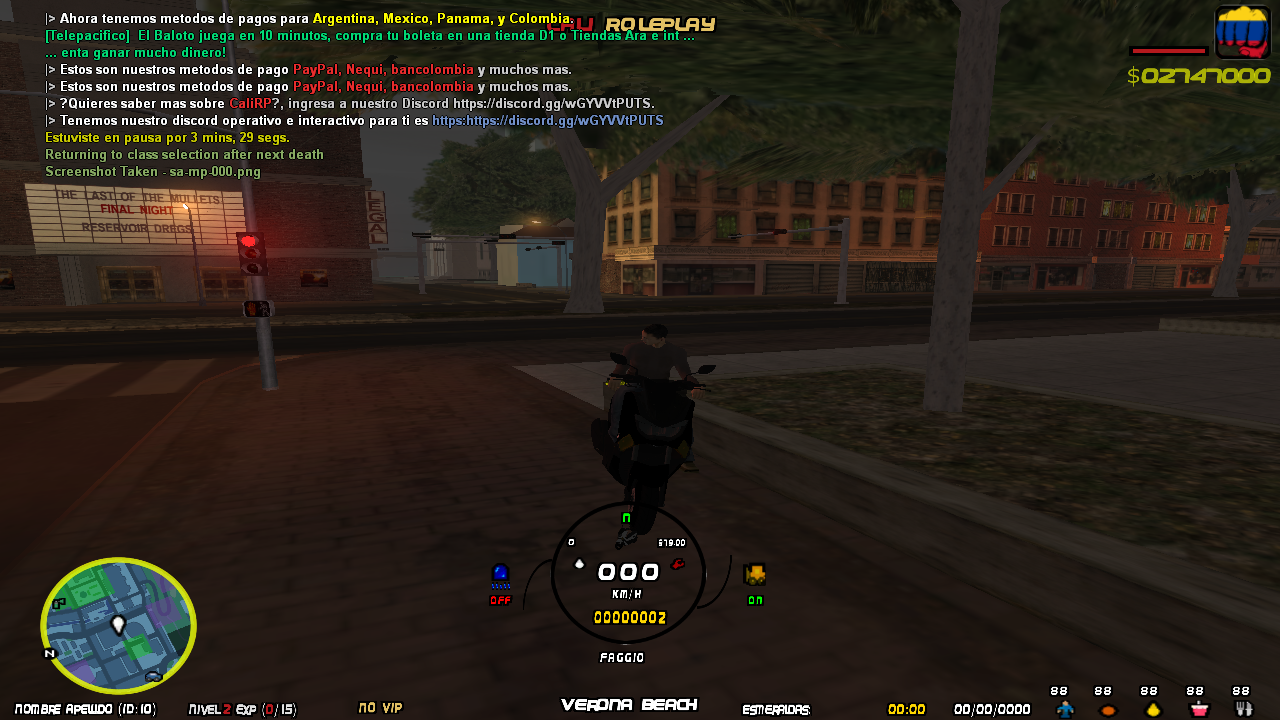 |> Ahora tenemos metodos de pagos para Argentina, Mexico, Panama, y Colombia.
CALI ROLEPLAY
[Telepacifico] El Baloto juega en 10 minutos, compra tu boleta en una tienda D1 o Tiendas Ara e int ...
... enta ganar mucho dinero!
|> Estos son nuestros metodos de pago PayPal, Nequi, bancolombia y muchos mas.
$02747000
|> Estos son nuestros metodos de pago PayPal, Nequi, bancolombia y muchos mas.
|> ?Quieres saber mas sobre CaliRP?, ingresa a nuestro Discord https://discord.gg/wGYVVtPUTS.
|> Tenemos nuestro discord operativo e interactivo para ti es https:https://discord.gg/wGYVVtPUTS
Estuviste en pausa por 3 mins, 29 segs.
Returning to class selection after next death
Screenshot Taken - sa-mp-000.png
THE LAST OF THE MULLETS
FINAL NIGHT
RESERVOIR DREGS
REGAL
N
0
979.00
000
KM/H
OFF
ON
00000002
FAGGIO
N
NOMBRE APELLIDO (ID:10)
NIVEL 2 EXP (0/15)
NO VIP
VERONA BEACH
ESMERALDAS:
00:00
00/00/0000
88
88
88
88
88